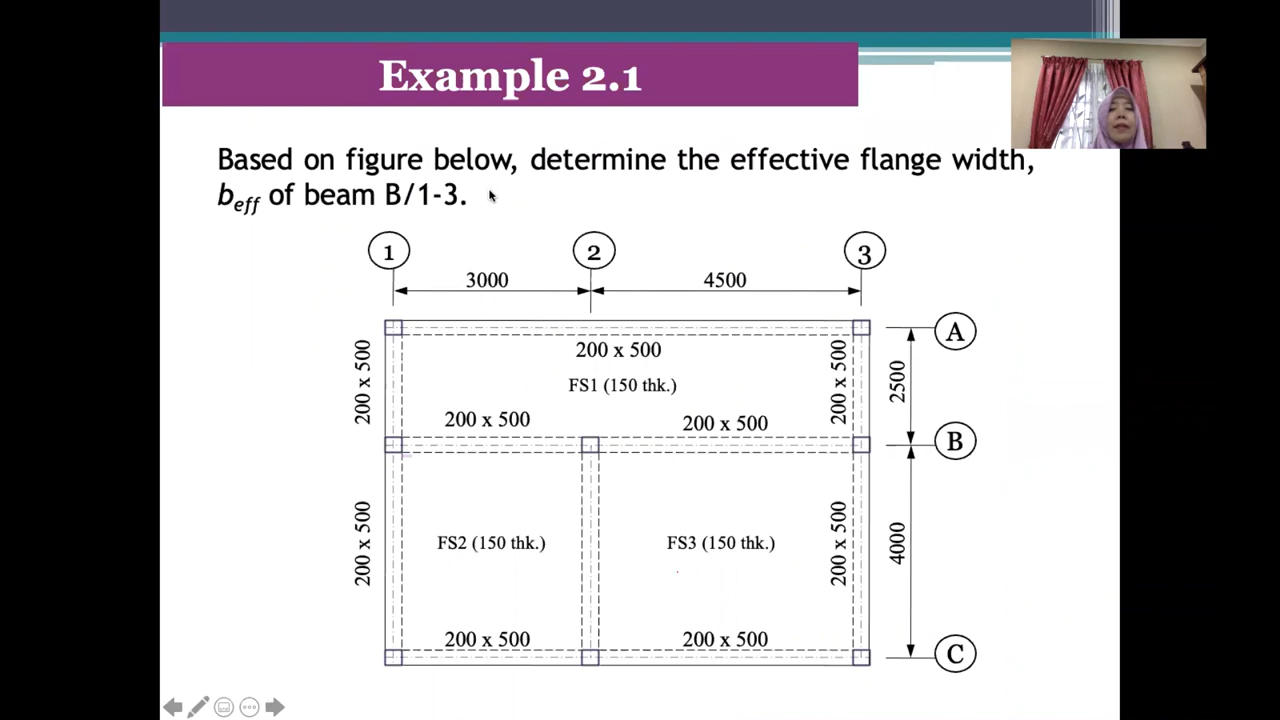 Example 2.1
Based on figure below, determine the effective flange width,
beff of beam B/1-3.
1
2
3
3000
4500
A
200 x 500
200 x 500
200 x 500
2500
FS1 (150 thk.)
200 x 500
200 x 500
B
200 x 500
FS2 (150 thk.)
FS3 (150 thk.)
200 x 500
4000
200 x 500
200 x 500
C